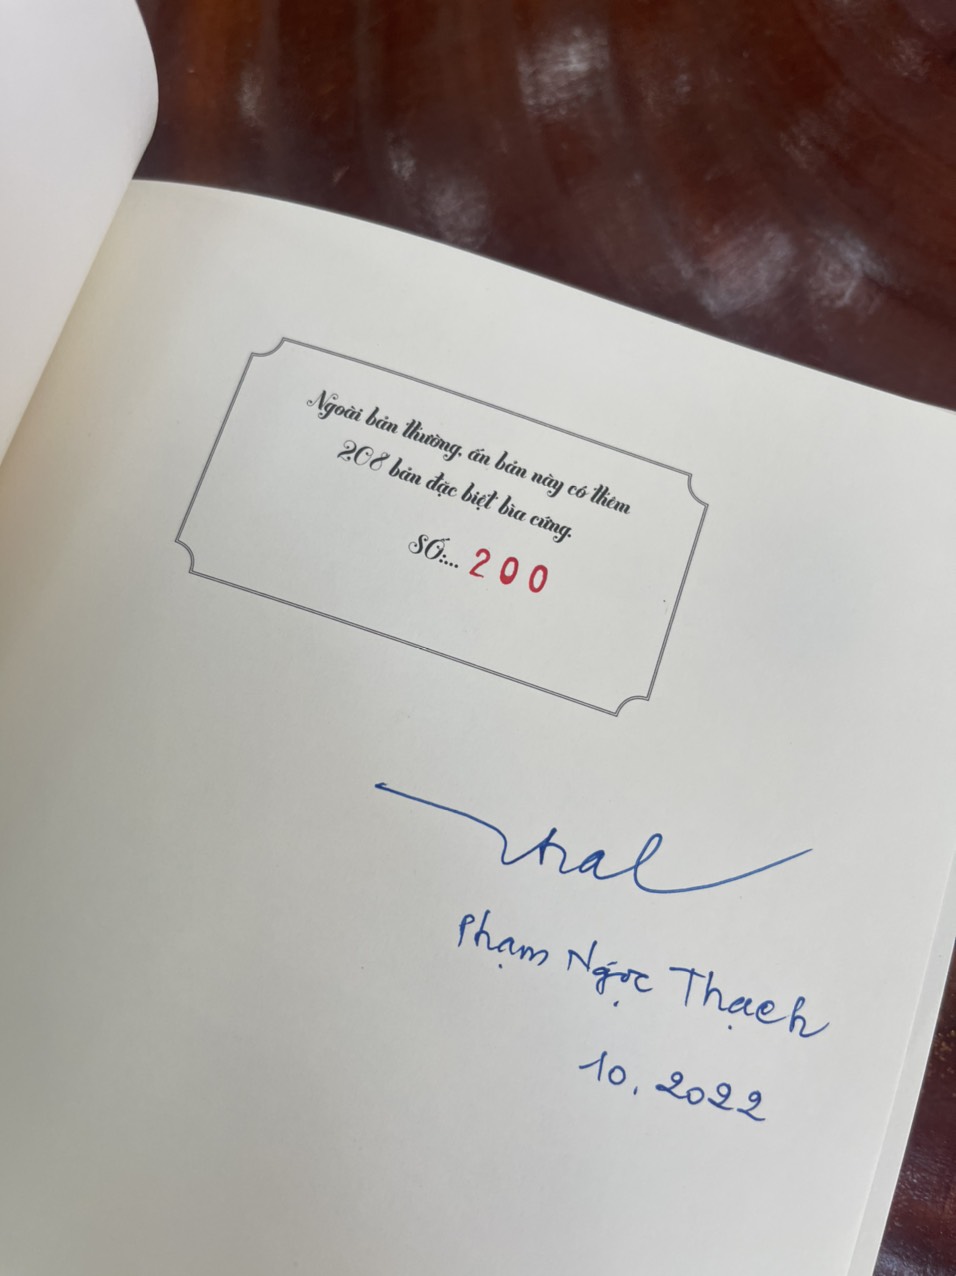 Ngoài bản thường, ấn bản này có thêm
208 bản đặc biệt bìa cứng.
SỐ:... 200
Phạm Ngọc Thạch
10. 2022